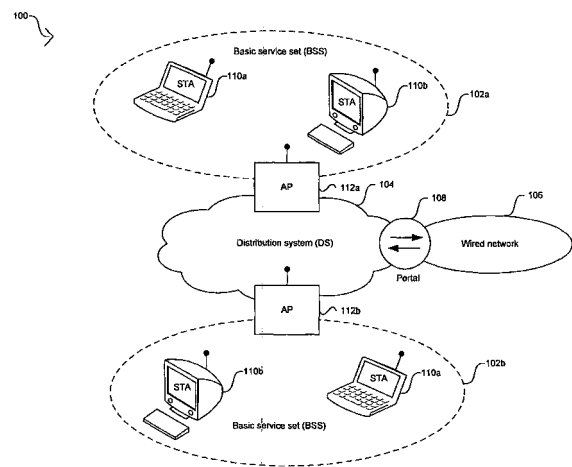 100
Basic service set (BSS)
STA
110a
STA
110b
102a
AP
112a
104
108
106
Distribution system (DS)
Wired network
Portal
AP
112b
STA
110b
STA
110a
102b
Basic service set (BSS)